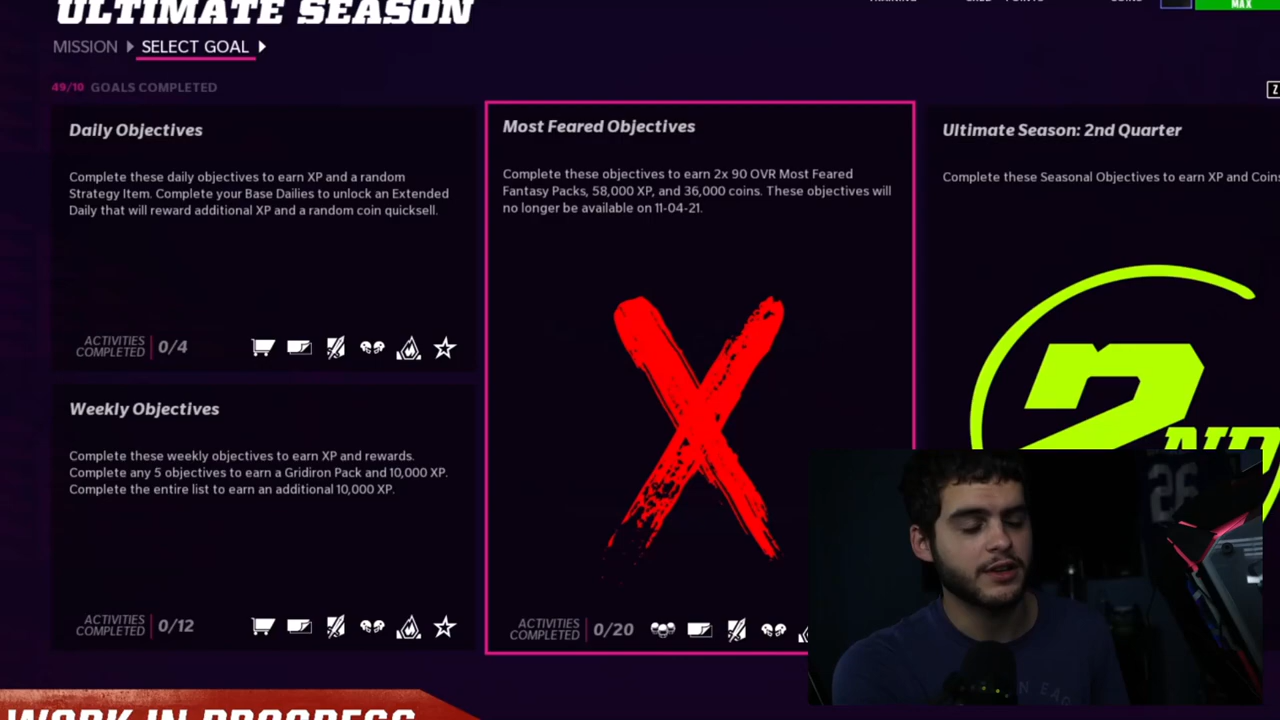 ULTIMATE SEASON
MAX
MISSION SELECT GOAL
49/10 GOALS COMPLETED
Z
Daily Objectives
Complete these daily objectives to earn XP and a random
Strategy Item. Complete your Base Dailies to unlock an Extended
Daily that will reward additional XP and a random coin quicksell.
ACTIVITIES
COMPLETED 0/4
Weekly Objectives
Complete these weekly objectives to earn XP and rewards.
Complete any 5 objectives to earn a Gridiron Pack and 10,000 XP.
Complete the entire list to earn an additional 10,000 XP.
ACTIVITIES
COMPLETED 0/12
Most Feared Objectives
Complete these objectives to earn 2x 90 OVR Most Feared
Fantasy Packs, 58,000 XP, and 36,000 coins. These objectives will
no longer be available on 11-04-21.
X
ACTIVITIES
COMPLETED 0/20
Ultimate Season: 2nd Quarter
Complete these Seasonal Objectives to earn XP and Coins
2ND
26
WORK IN PROGRESS